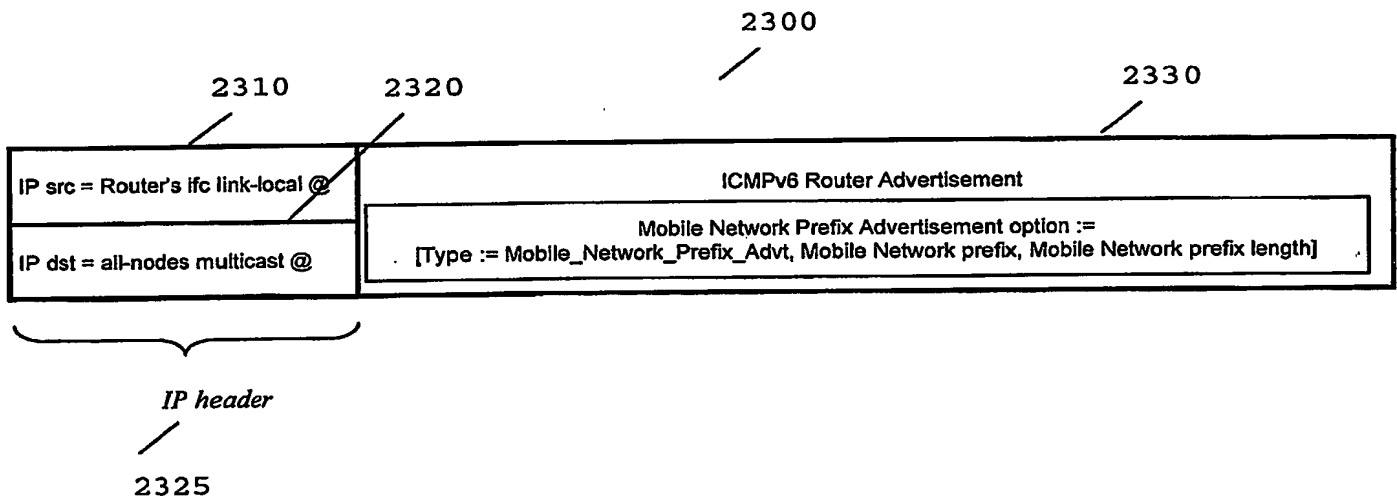 2300
2310
2320
2330
IP src = Router's ifc link-local @
IP dst = all-nodes multicast @
ICMPv6 Router Advertisement
Mobile Network Prefix Advertisement option :=
[Type := Mobile_Network_Prefix_Advt, Mobile Network prefix, Mobile Network prefix length]
IP header
2325